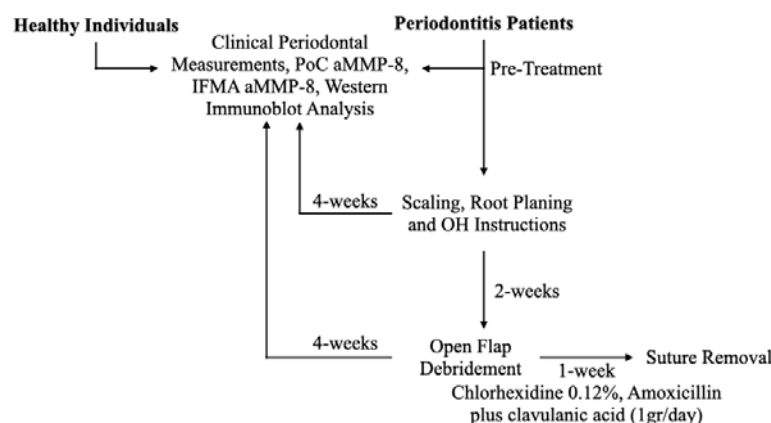 Healthy Individuals
Periodontitis Patients
Clinical Periodontal
Measurements, PoC aMMP-8,
IFMA aMMP-8, Western
Immunoblot Analysis
Pre-Treatment
4-weeks
Scaling, Root Planing
and OH Instructions
2-weeks
4-weeks
Open Flap
Debridement
1-week
Suture Removal
Chlorhexidine 0.12%, Amoxicillin
plus clavulanic acid (1gr/day)